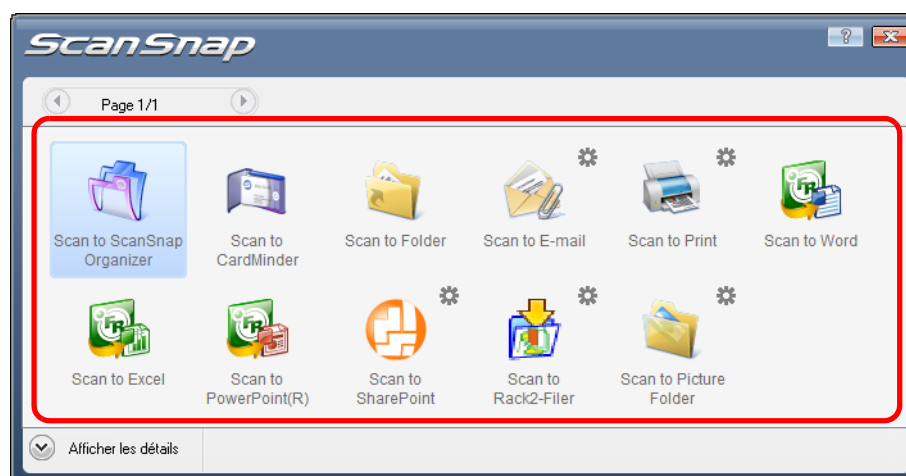 ScanSnap
?
Page 1/1
Scan to ScanSnap
Organizer
Scan to
CardMinder
Scan to Folder
Scan to E-mail
Scan to Print
Scan to Word
Scan to Excel
Scan to
PowerPoint(R)
Scan to
SharePoint
Scan to
Rack2-Filer
Scan to Picture
Folder
Afficher les détails